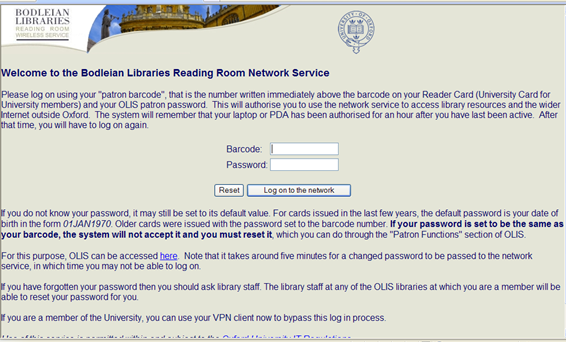 BODLEIAN
LIBRARIES
READING ROOM
WIRELESS SERVICE
Welcome to the Bodleian Libraries Reading Room Network Service
Please log on using your "patron barcode", that is the number written immediately above the barcode on your Reader Card (University Card for
University members) and your OLIS patron password. This will authorise you to use the network service to access library resources and the wider
Internet outside Oxford. The system will remember that your laptop or PDA has been authorised for an hour after you have last been active. After
that time, you will have to log on again.
Barcode:
Password:
Reset Log on to the network
If you do not know your password, it may still be set to its default value. For cards issued in the last few years, the default password is your date of
birth in the form 01JAN1970. Older cards were issued with the password set to the barcode number. If your password is set to be the same as
your barcode, the system will not accept it and you must reset it, which you can do through the "Patron Functions" section of OLIS.
For this purpose, OLIS can be accessed here. Note that it takes around five minutes for a changed password to be passed to the network
service, in which time you may not be able to log on.
If you have forgotten your password then you should ask library staff. The library staff at any of the OLIS libraries at which you are a member will be
able to reset your password for you.
If you are a member of the University, you can use your VPN client now to bypass this log in process.
Use of this service is permitted within and subject to the Oxford University IT Regulations